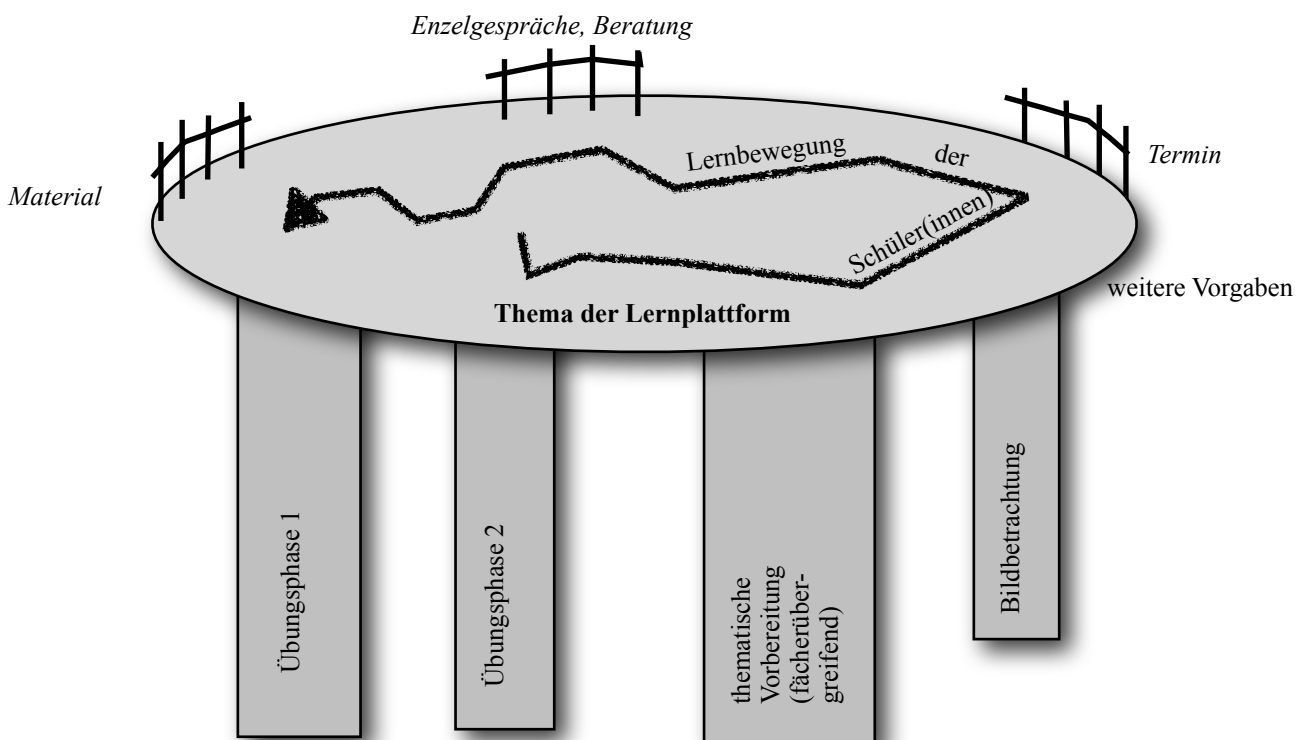 Enzelgespräche, Beratung
Material
Termin
Lernbewegung der
Schüler(innen)
weitere Vorgaben
Thema der Lernplattform
Übungsphase 1
Übungsphase 2
thematische
Vorbereitung
(fächerüber-
greifend)
Bildbetrachtung